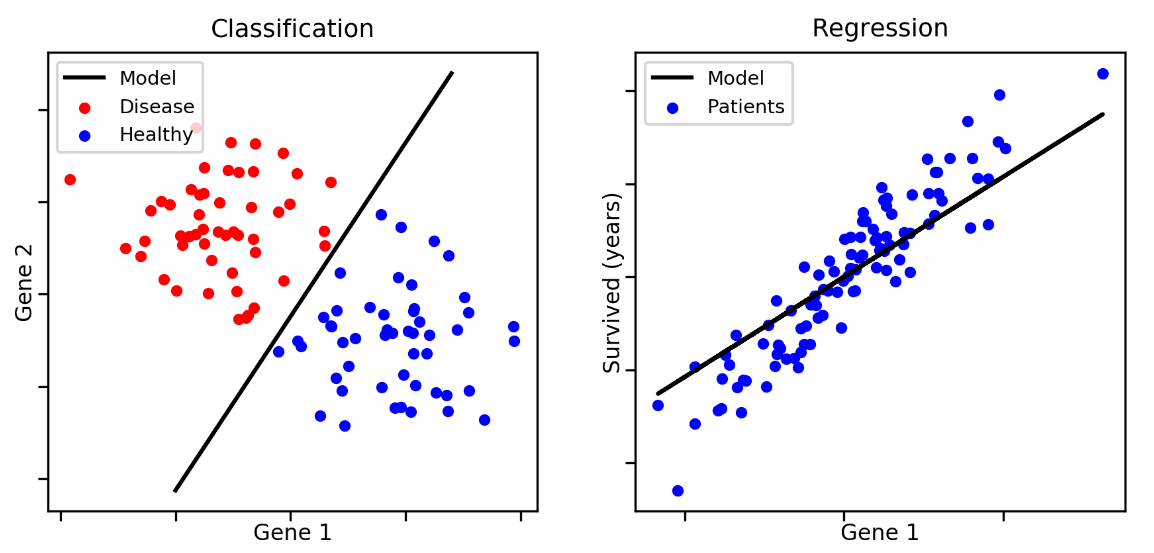 Classification
Model
Disease
Healthy
Gene 2
Gene 1
Regression
Model
Patients
Survived (years)
Gene 1